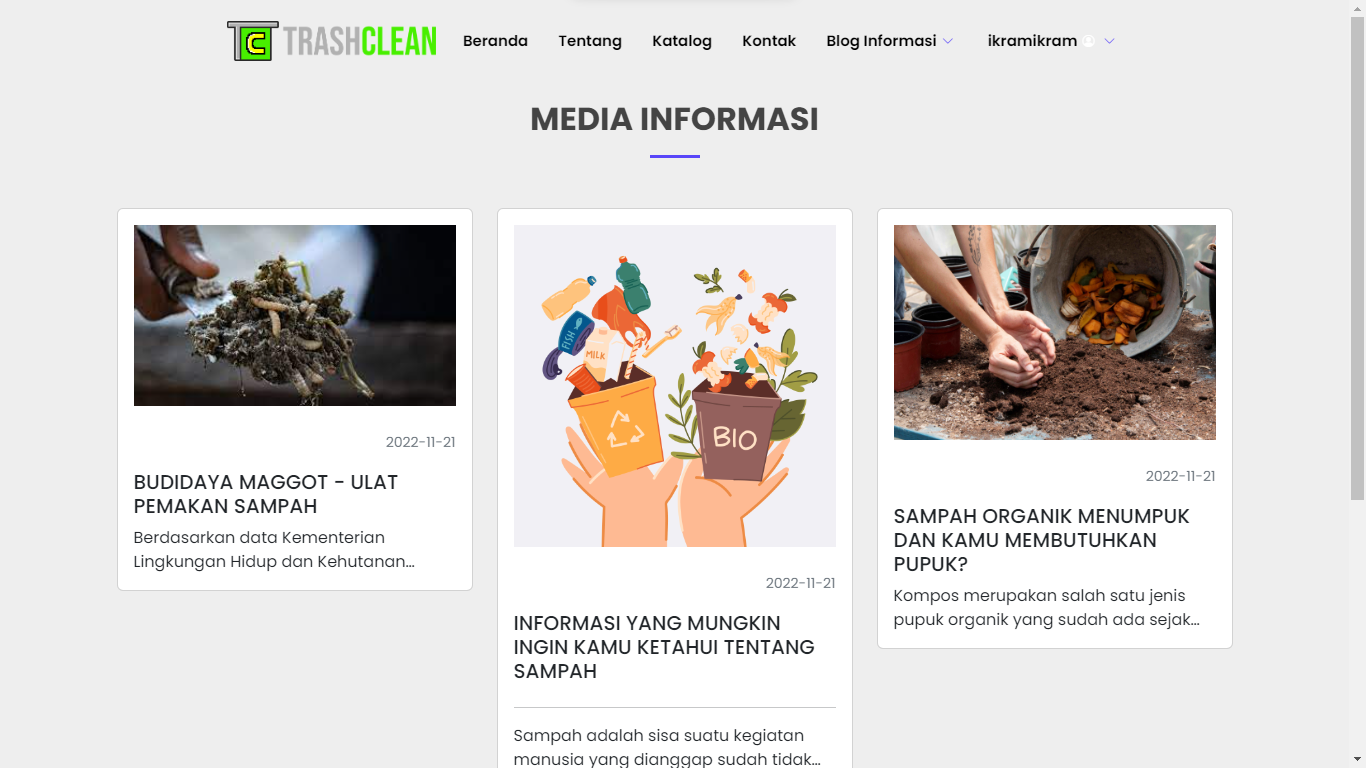 TRASHCLEAN
Beranda
Tentang
Katalog
Kontak
Blog Informasi
ikramikram
MEDIA INFORMASI
2022-11-21
BUDIDAYA MAGGOT - ULAT
PEMAKAN SAMPAH
Berdasarkan data Kementerian
Lingkungan Hidup dan Kehutanan...
FISH
MILK
BIO
2022-11-21
INFORMASI YANG MUNGKIN
INGIN KAMU KETAHUI TENTANG
SAMPAH
Sampah adalah sisa suatu kegiatan
manusia yang dianggap sudah tidak...
2022-11-21
SAMPAH ORGANIK MENUMPUK
DAN KAMU MEMBUTUHKAN
PUPUK?
Kompos merupakan salah satu jenis
pupuk organik yang sudah ada sejak...